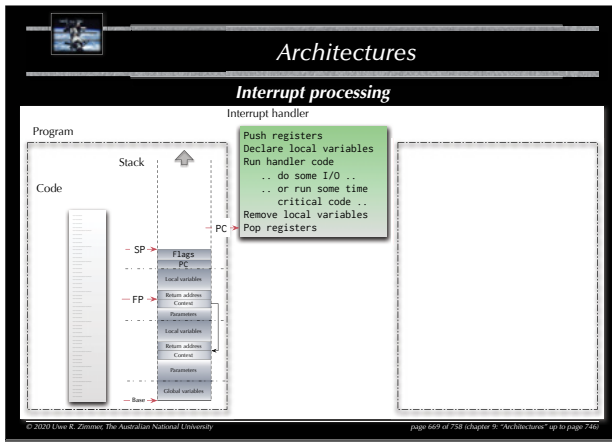 Architectures
Interrupt processing
Interrupt handler
Program
Stack
Code
Push registers
Declare local variables
Run handler code
.. do some I/O ..
.. or run some time
critical code ..
Remove local variables
PC
Pop registers
SP
Flags
PC
Local variables
FP
Return address
Context
Parameters
Local variables
Return address
Context
Parameters
Global variables
Base
© 2020 Uwe R. Zimmer, The Australian National University
page 669 of 758 (chapter 9: "Architectures" up to page 746)